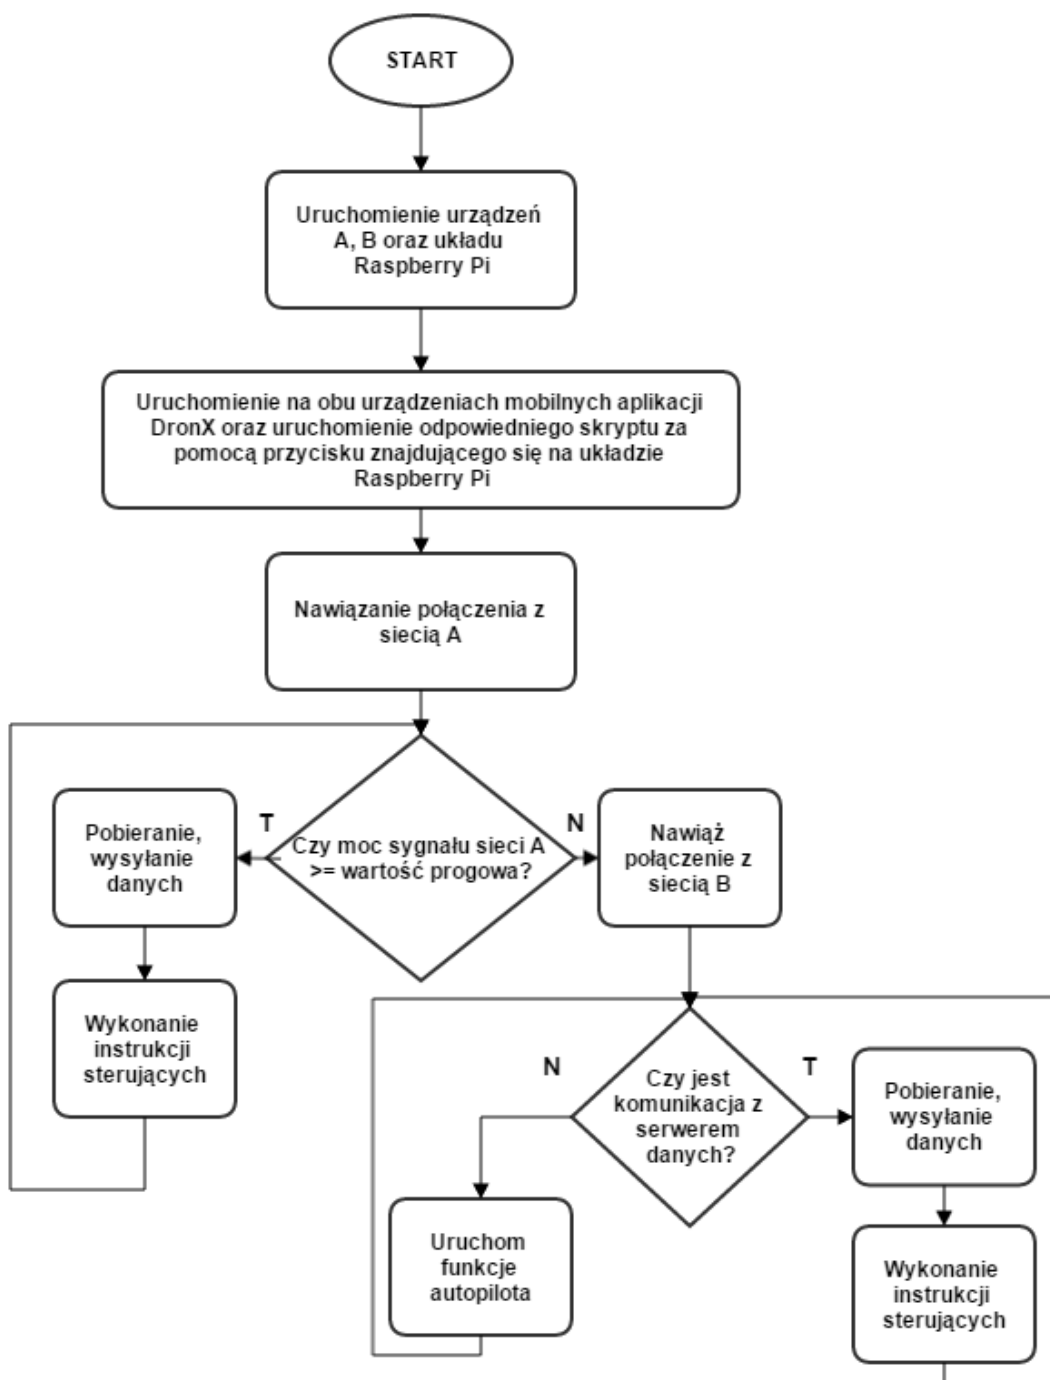 START
Uruchomienie urządzeń
A, B oraz układu
Raspberry Pi
Uruchomienie na obu urządzeniach mobilnych aplikacji
DronX oraz uruchomienie odpowiedniego skryptu za
pomocą przycisku znajdującego się na układzie
Raspberry Pi
Nawiązanie połączenia z
siecią A
T
Czy moc sygnału sieci A
>= wartość progowa?
N
Pobieranie,
wysyłanie
danych
Nawiąż
połączenie z
siecią B
Wykonanie
instrukcji
sterujących
N
Czy jest
komunikacja z
serwerem
danych?
T
Pobieranie,
wysyłanie
danych
Uruchom
funkcje
autopilota
Wykonanie
instrukcji
sterujących